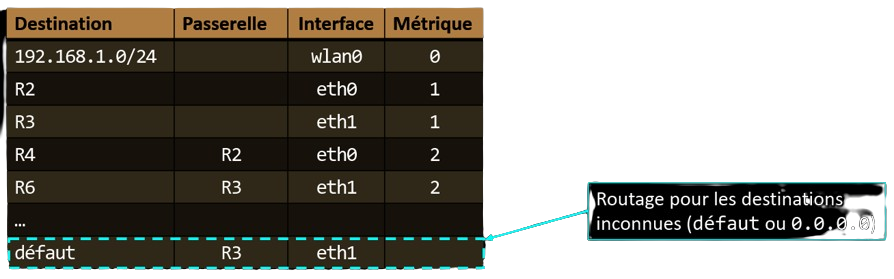 Destination Passerelle Interface Métrique
192.168.1.0/24 wlan0 0
R2 eth0 1
R3 eth1 1
R4 R2 eth0 2
R6 R3 eth1 2
…
défaut R3 eth1
Routage pour les destinations
inconnues (défaut ou 0.0.0.0)